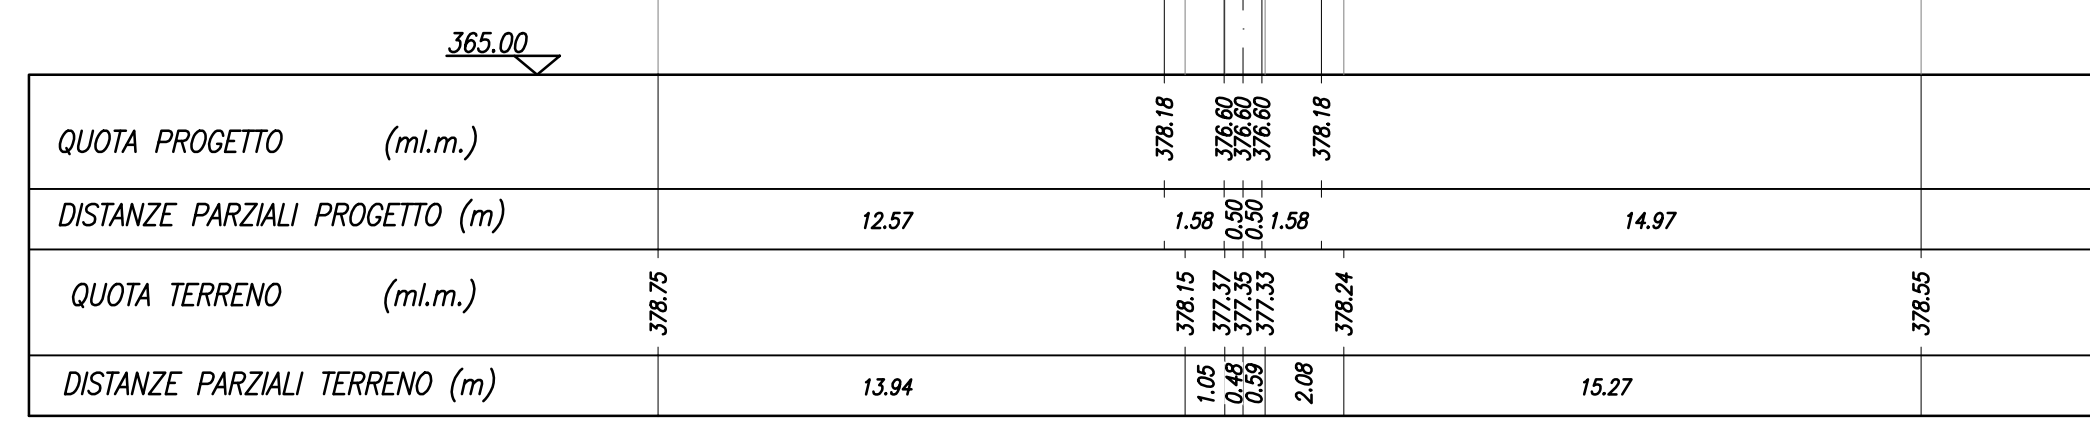 365.00
QUOTA PROGETTO (ml.m.) 378.18 376.60 376.60 376.60 378.18
DISTANZE PARZIALI PROGETTO (m) 12.57 1.58 0.50 0.50 1.58 14.97
QUOTA TERRENO (ml.m.) 378.75 378.15 377.37 377.35 377.33 378.24 378.55
DISTANZE PARZIALI TERRENO (m) 13.94 1.05 0.48 0.59 2.08 15.27